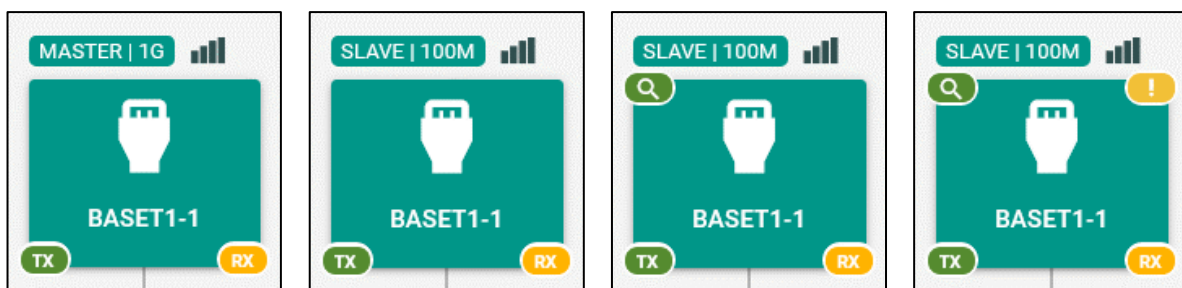 MASTER | 1G
BASET1-1
TX RX
SLAVE | 100M
BASET1-1
TX RX
SLAVE | 100M
BASET1-1
TX RX
SLAVE | 100M
!
BASET1-1
TX RX